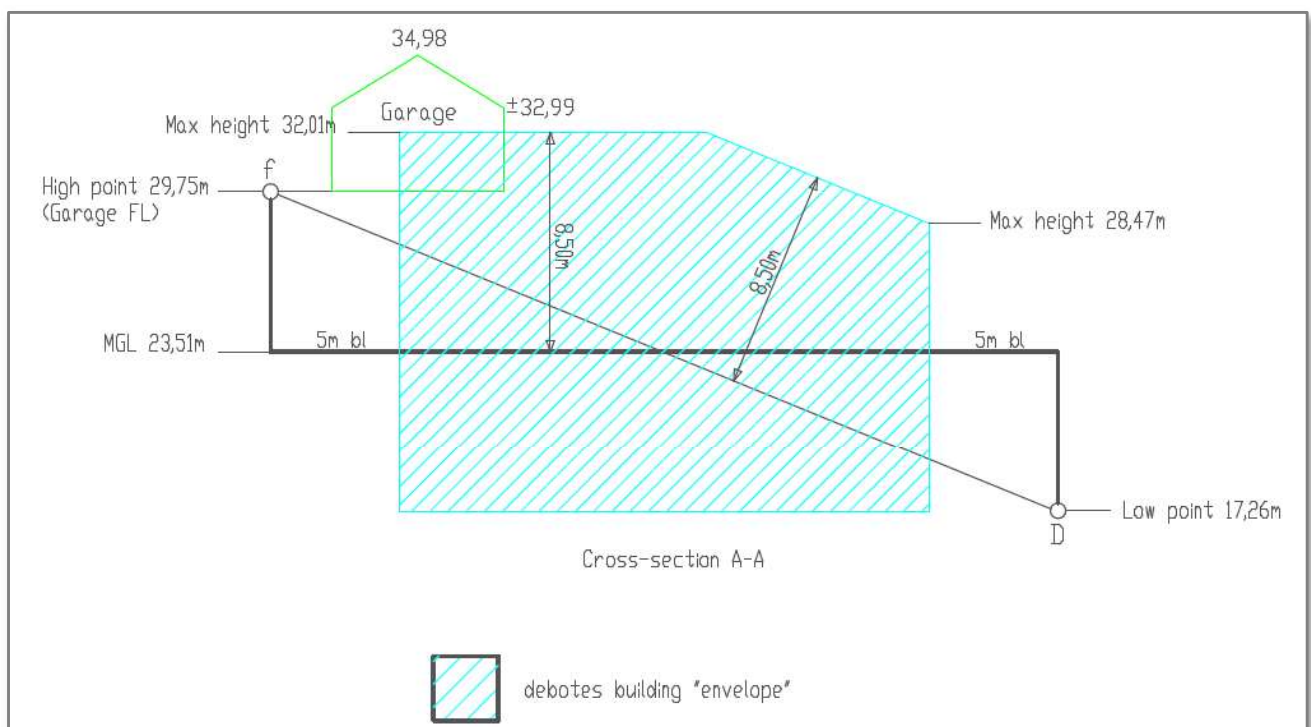 34,98
Garage
±32,99
Max height 32,01m
f
High point 29,75m
(Garage FL)
8,50m
8,50m
Max height 28,47m
MGL 23,51m
5m bl
5m bl
Low point 17,26m
D
Cross-section A-A
debotes building "envelope"